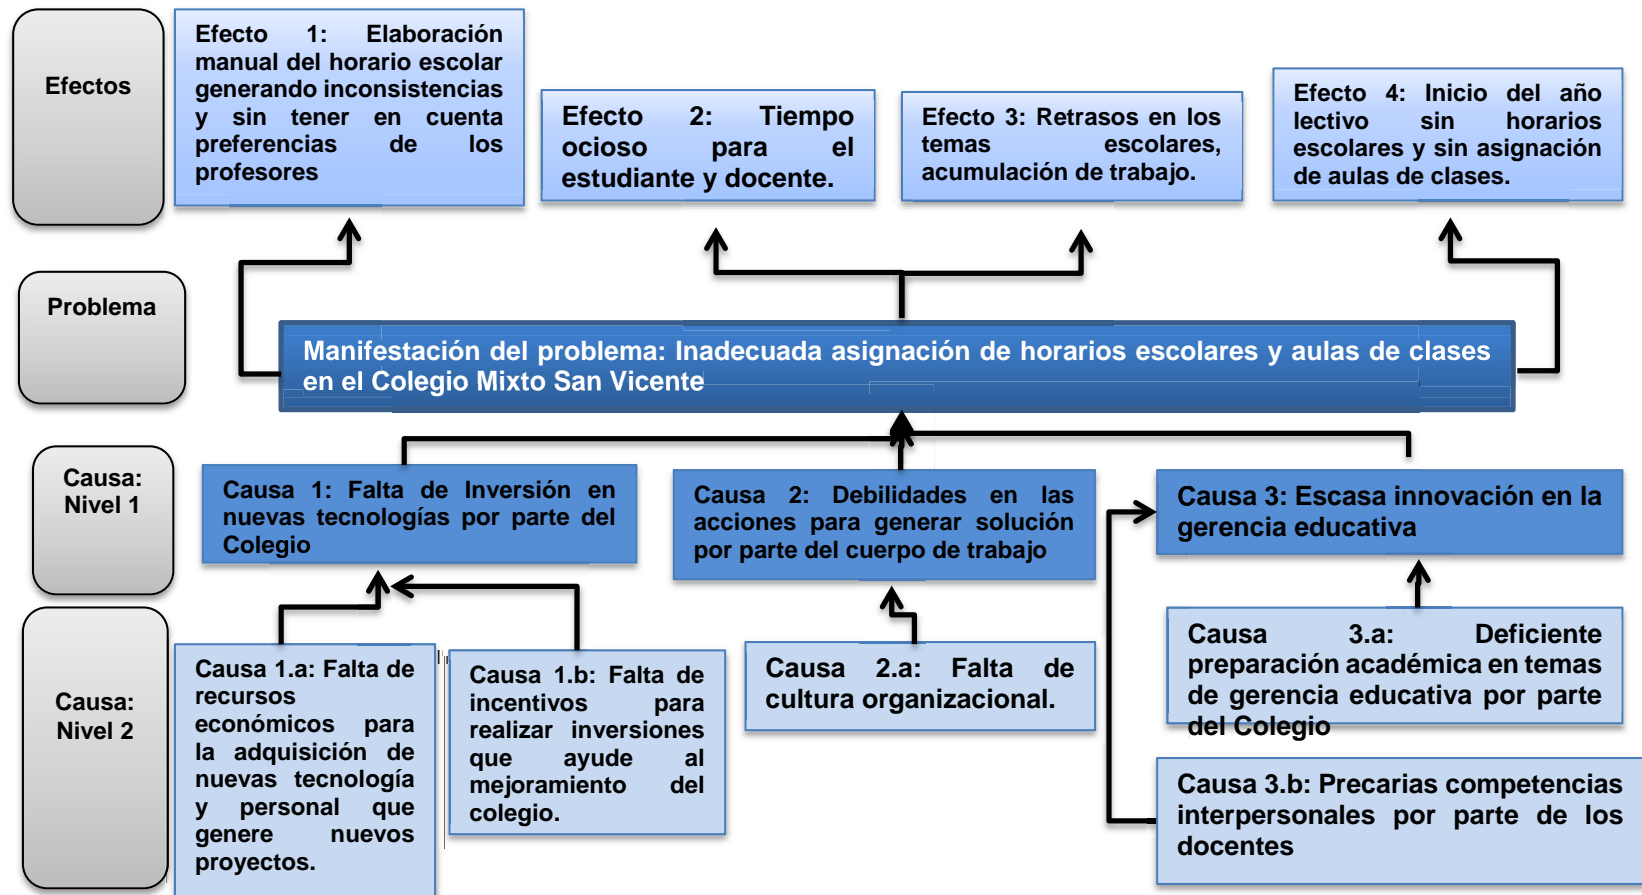 Efectos
Efecto 1: Elaboración
manual del horario escolar
generando inconsistencias
y sin tener en cuenta
preferencias de los
profesores
Efecto 2: Tiempo
ocioso para el
estudiante y docente.
Efecto 3: Retrasos en los
temas escolares,
acumulación de trabajo.
Efecto 4: Inicio del año
lectivo sin horarios
escolares y sin asignación
de aulas de clases.
Problema
Manifestación del problema: Inadecuada asignación de horarios escolares y aulas de clases
en el Colegio Mixto San Vicente
Causa:
Nivel 1
Causa 1: Falta de Inversión en
nuevas tecnologías por parte del
Colegio
Causa 2: Debilidades en las
acciones para generar solución
por parte del cuerpo de trabajo
Causa 3: Escasa innovación en la
gerencia educativa
Causa:
Nivel 2
Causa 1.a: Falta de
recursos
económicos para
la adquisición de
nuevas tecnología
y personal que
genere nuevos
proyectos.
Causa 1.b: Falta de
incentivos para
realizar inversiones
que ayude al
mejoramiento del
colegio.
Causa 2.a: Falta de
cultura organizacional.
Causa 3.a: Deficiente
preparación académica en temas
de gerencia educativa por parte
del Colegio
Causa 3.b: Precarias competencias
interpersonales por parte de los
docentes